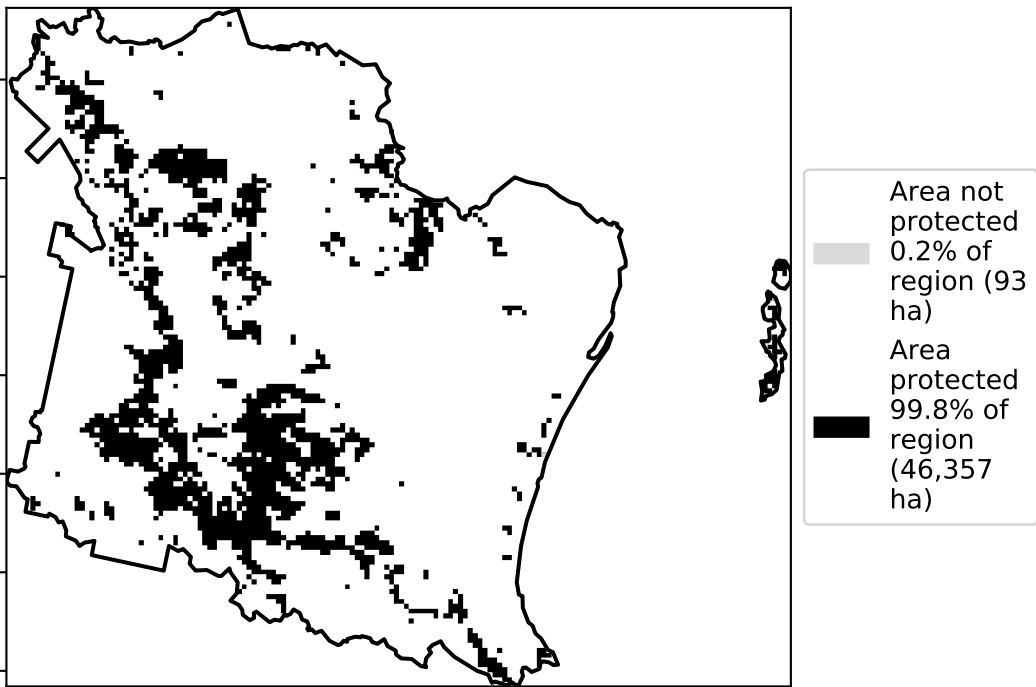 Area not
protected
0.2% of
region (93
ha)
Area
protected
99.8% of
region
(46,357
ha)